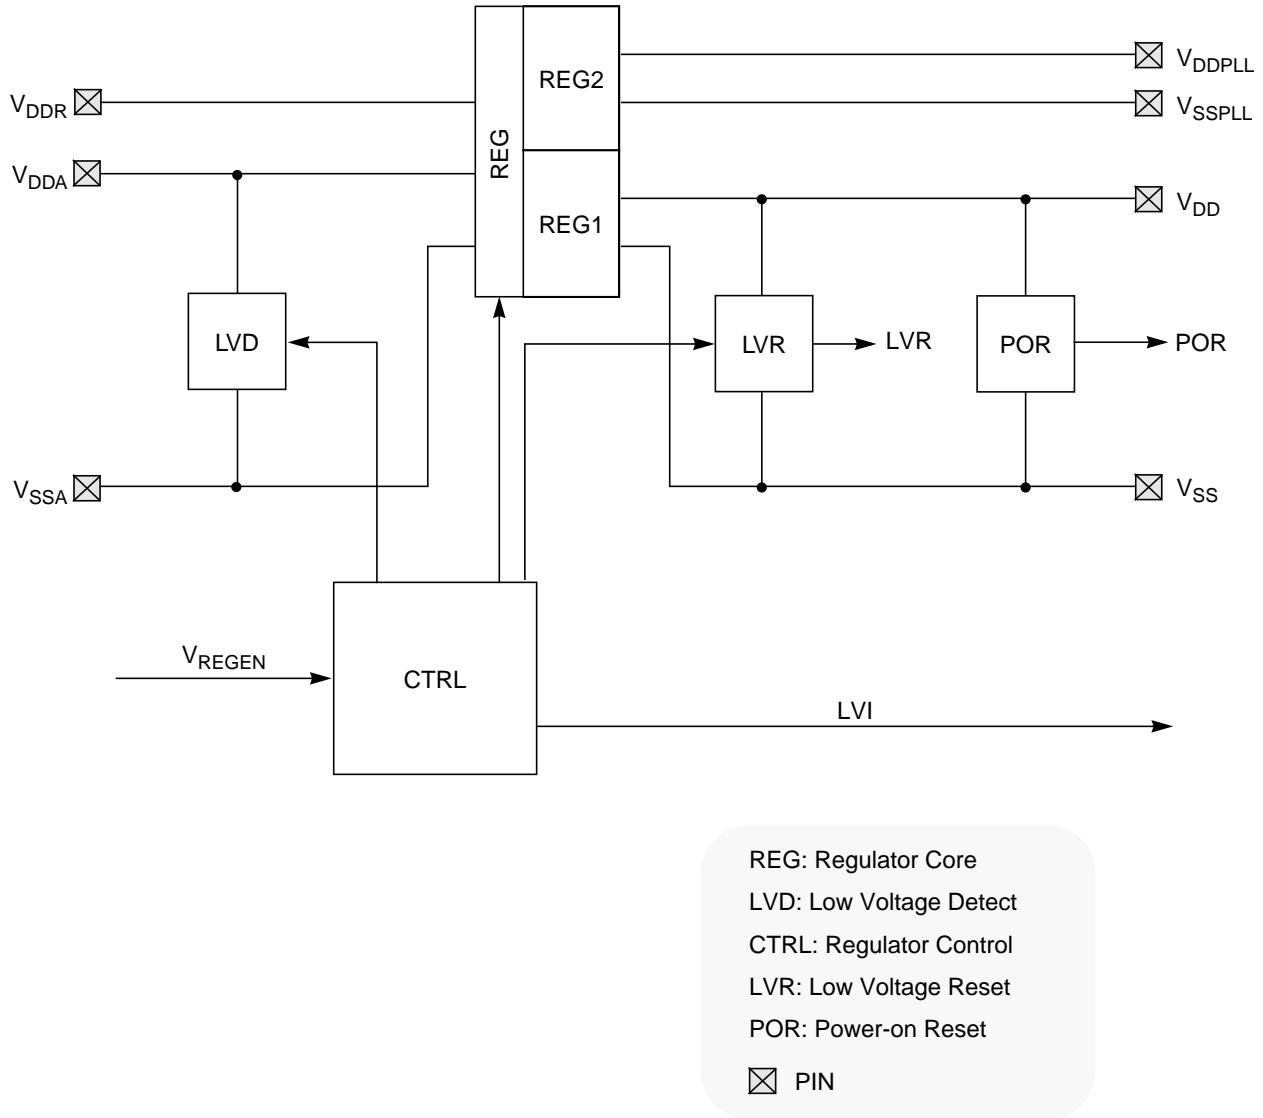 VDDPLL
REG2
VDDR
VSSPLL
REG
VDDA
VDD
REG1
LVD
LVR
LVR
POR
POR
VSSA
VSS
VREGEN
CTRL
LVI
REG: Regulator Core
LVD: Low Voltage Detect
CTRL: Regulator Control
LVR: Low Voltage Reset
POR: Power-on Reset
PIN